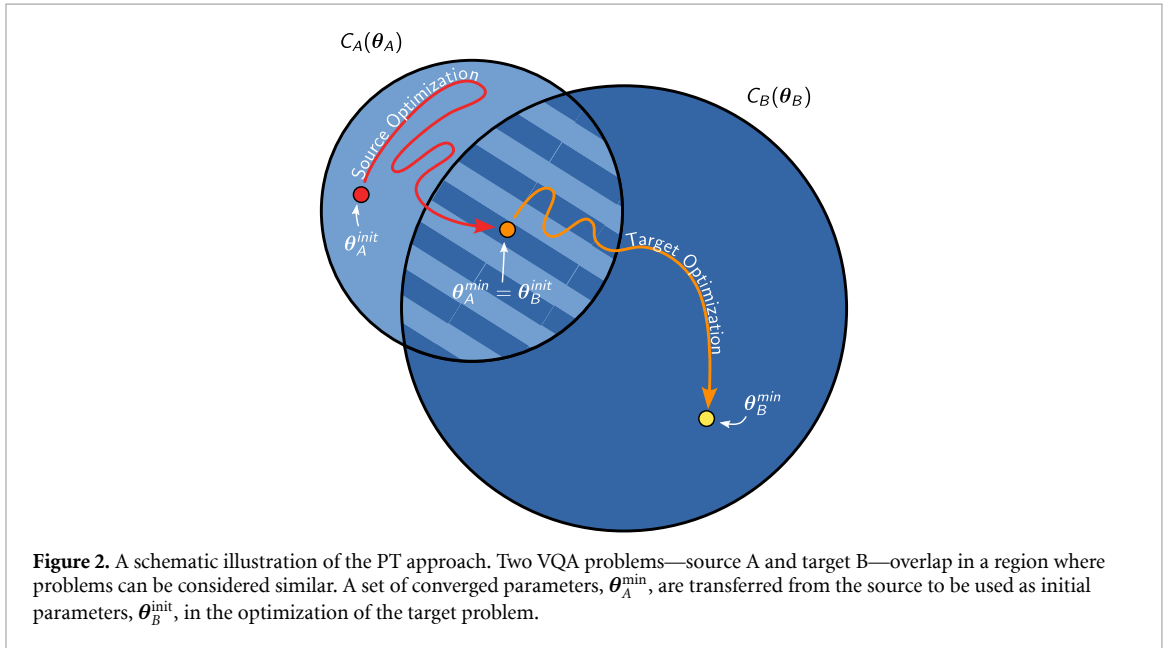 C_A(θ_A)
C_B(θ_B)
Source Optimization
θ_A^{init}
θ_A^{min} = θ_B^{init}
Target Optimization
θ_B^{min}
Figure 2. A schematic illustration of the PT approach. Two VQA problems—source A and target B—overlap in a region where
problems can be considered similar. A set of converged parameters, θ_A^{min}, are transferred from the source to be used as initial
parameters, θ_B^{init}, in the optimization of the target problem.